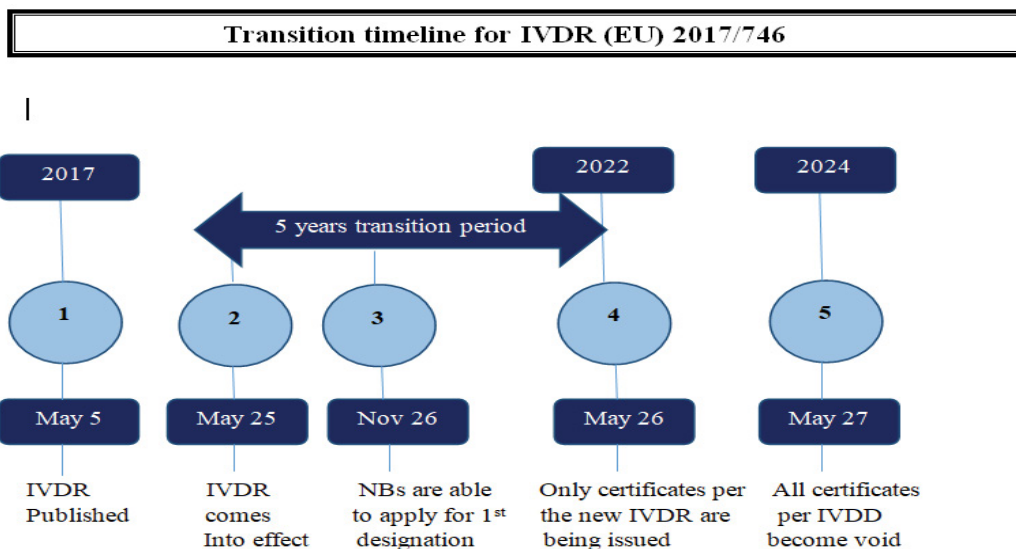 Transition timeline for IVDR (EU) 2017/746
2017
2022
2024
5 years transition period
1
2
3
4
5
May 5
May 25
Nov 26
May 26
May 27
IVDR
Published
IVDR
comes
Into effect
NBs are able
to apply for 1st
designation
Only certificates per
the new IVDR are
being issued
All certificates
per IVDD
become void